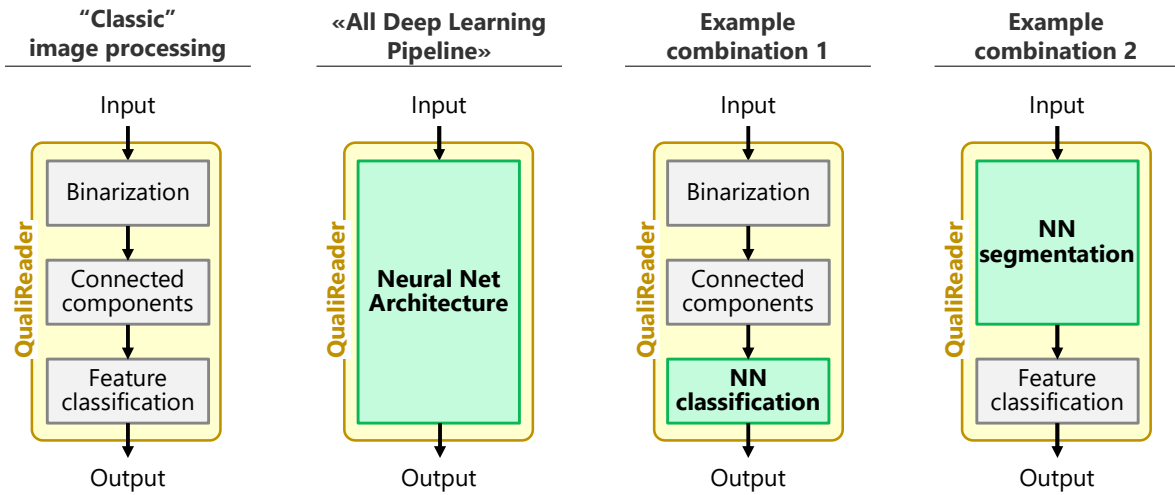 “Classic”
image processing
Input
QualiReader
Binarization
Connected
components
Feature
classification
Output
«All Deep Learning
Pipeline»
Input
QualiReader
Neural Net
Architecture
Output
Example
combination 1
Input
QualiReader
Binarization
Connected
components
NN
classification
Output
Example
combination 2
Input
QualiReader
NN
segmentation
Feature
classification
Output